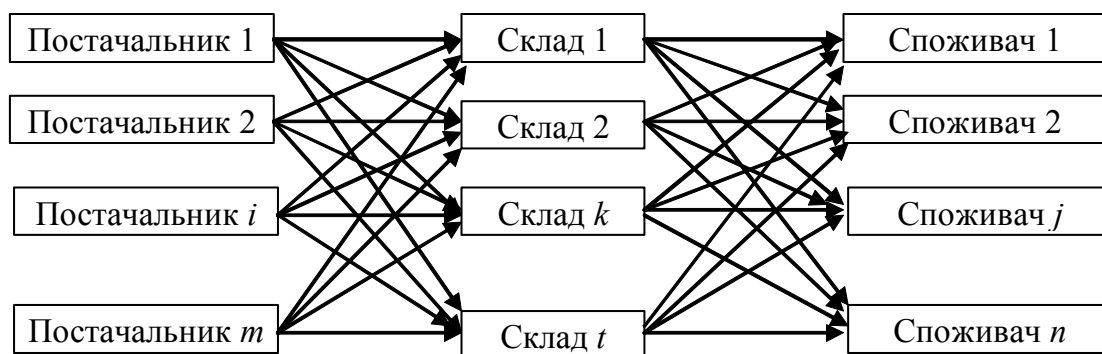 Постачальник 1
Склад 1
Споживач 1
Постачальник 2
Склад 2
Споживач 2
Постачальник i
Склад k
Споживач j
Постачальник m
Склад t
Споживач n